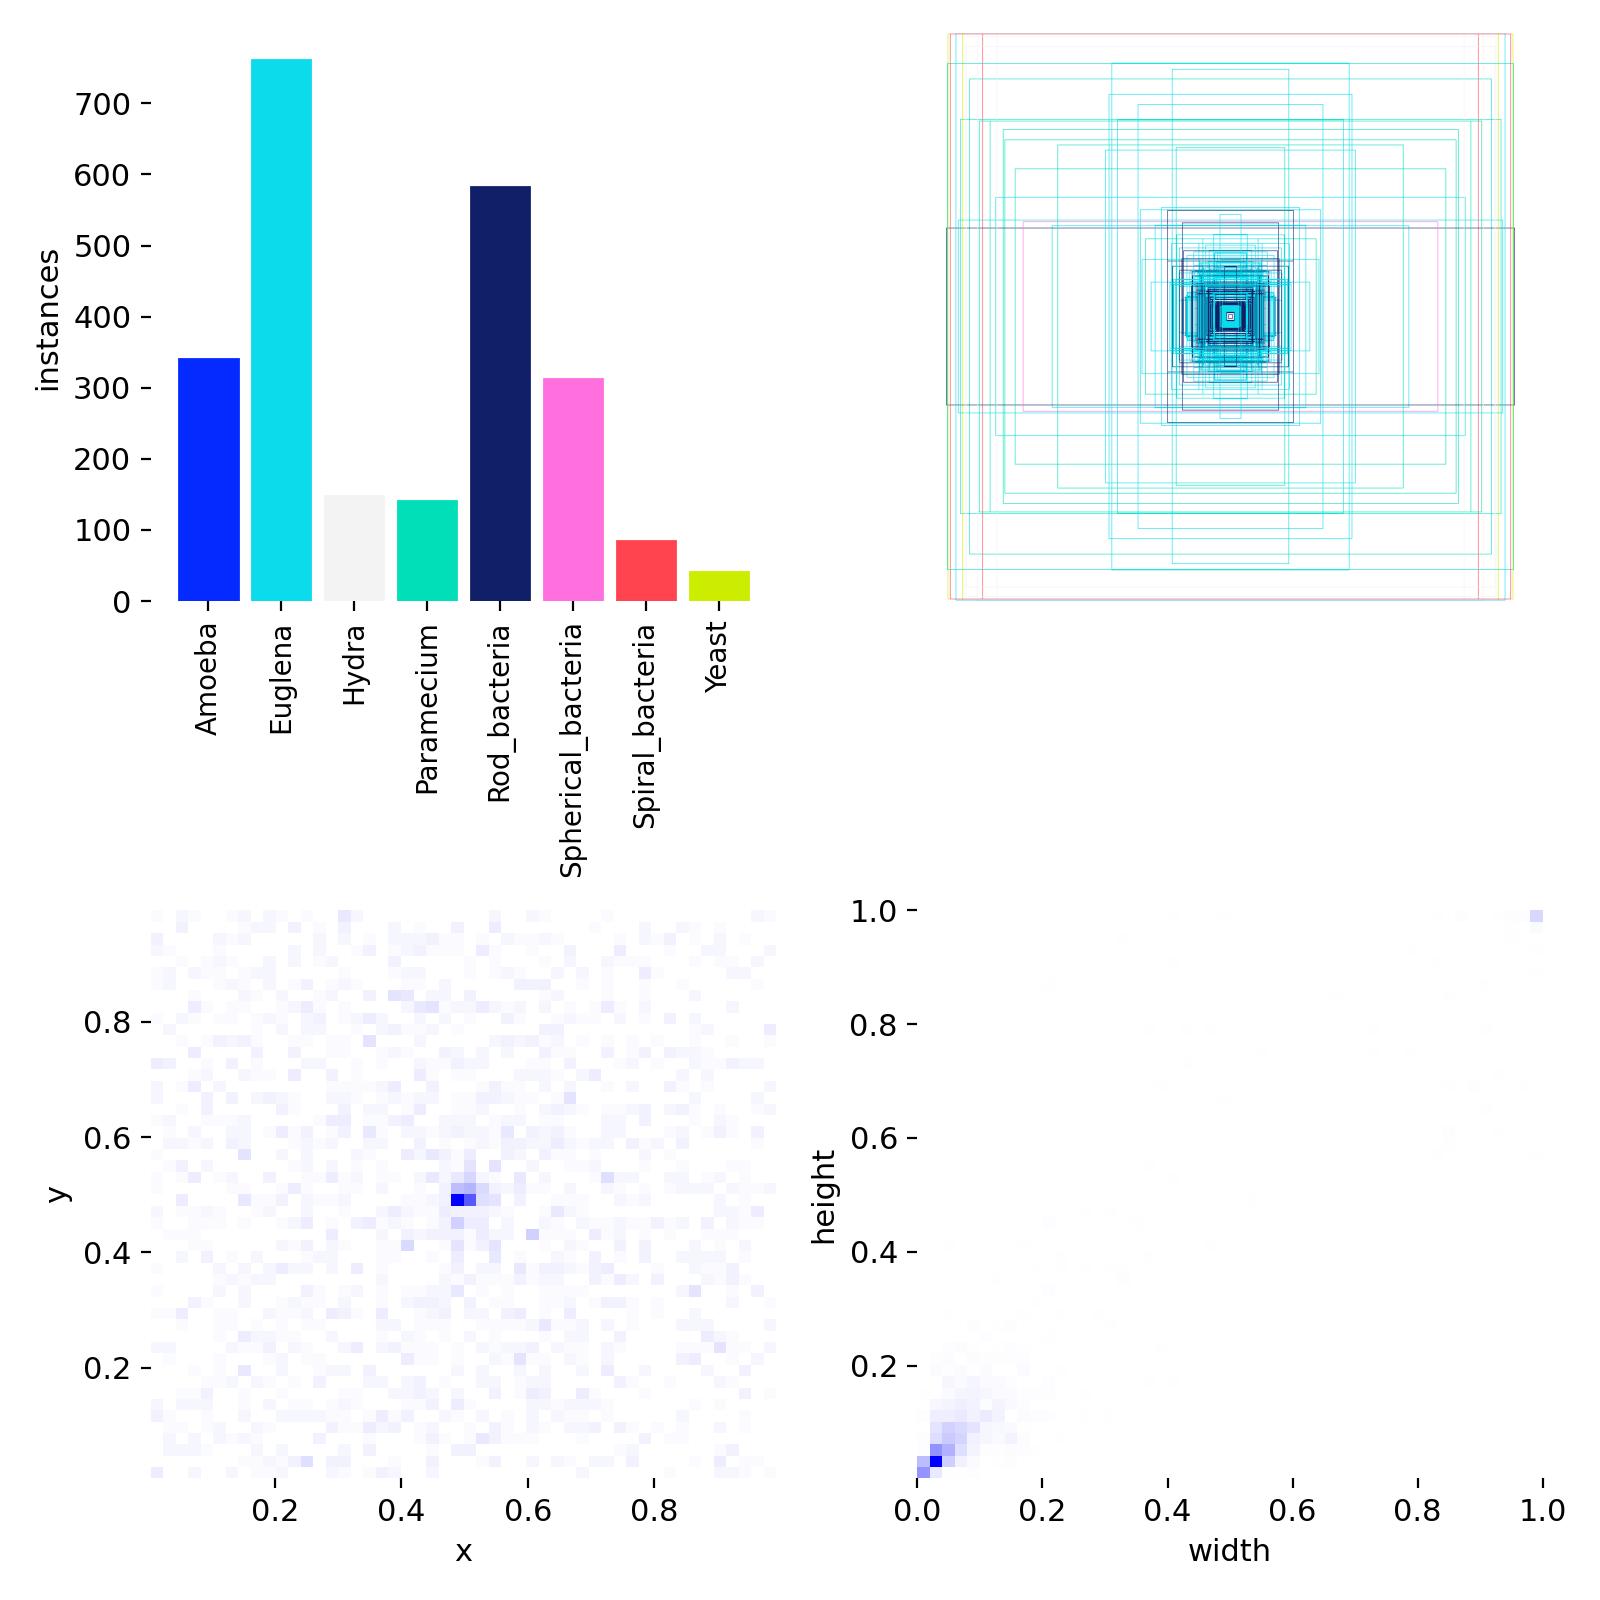 instances
700
600
500
400
300
200
100
0
Amoeba
Euglena
Hydra
Paramecium
Rod_bacteria
Spherical_bacteria
Spiral_bacteria
Yeast
y
0.8
0.6
0.4
0.2
0.2 0.4 0.6 0.8
x
height
1.0
0.8
0.6
0.4
0.2
0.0 0.2 0.4 0.6 0.8 1.0
width